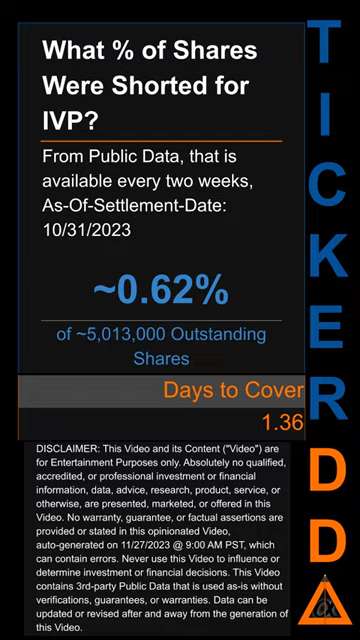 What % of Shares
Were Shorted for
IVP?
From Public Data, that is
available every two weeks,
As-Of-Settlement-Date:
10/31/2023
~0.62%
of ~5,013,000 Outstanding
Shares
Days to Cover
1.36
DISCLAIMER: This Video and its Content ("Video") are
for Entertainment Purposes only. Absolutely no qualified,
accredited, or professional investment or financial
information, data, advice, research, product, service, or
otherwise, are presented, marketed, or offered in this
Video. No warranty, guarantee, or factual assertions are
provided or stated in this opinionated Video,
auto-generated on 11/27/2023 @ 9:00 AM PST, which
can contain errors. Never use this Video to influence or
determine investment or financial decisions. This Video
contains 3rd-party Public Data that is used as-is without
verifications, guarantees, or warranties. Data can be
updated or revised after and away from the generation of
this Video.
T
I
C
K
E
R
D
D